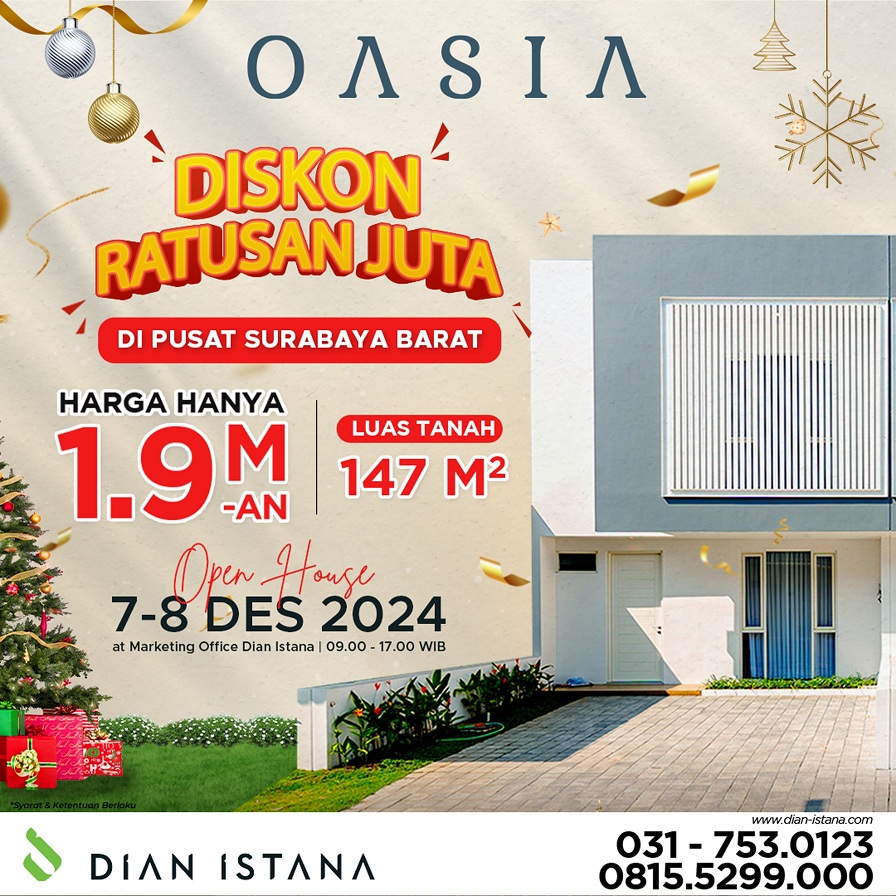 OASIA
DISKON
RATUSAN JUTA
DI PUSAT SURABAYA BARAT
HARGA HANYA
1.9 M
-AN
LUAS TANAH
147 M²
Open House
7-8 DES 2024
at Marketing Office Dian Istana | 09.00 - 17.00 WIB
*Syarat & Ketentuan Berlaku
www.dian-istana.com
DIAN ISTANA
031 - 753.0123
0815.5299.000